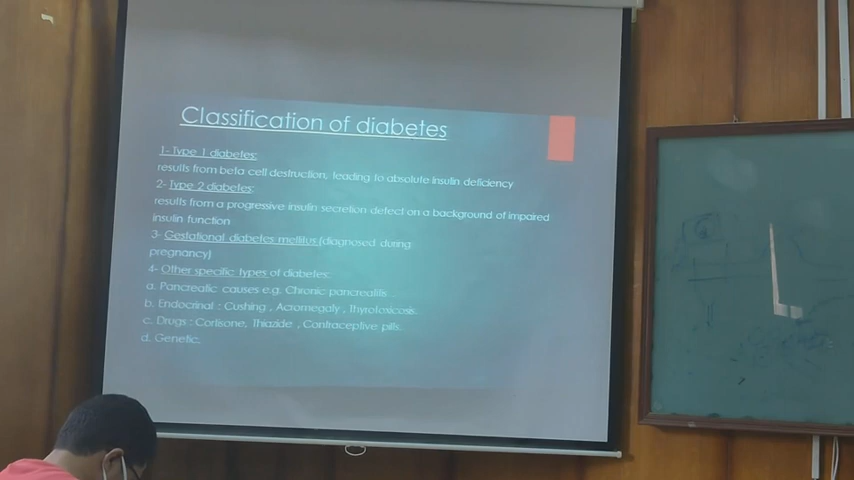 Classification of diabetes
1- Type 1 diabetes:
results from beta cell destruction, leading to absolute insulin deficiency
2- Type 2 diabetes:
results from a progressive insulin secretion defect on a background of impaired
insulin function
3- Gestational diabetes mellitus (diagnosed during
pregnancy)
4- Other specific types of diabetes:
a. Pancreatic causes e.g. Chronic pancreatitis.
b. Endocrinal : Cushing , Acromegaly , Thyrotoxicosis.
c. Drugs : Cortisone, Thiazide , Contraceptive pills.
d. Genetic.